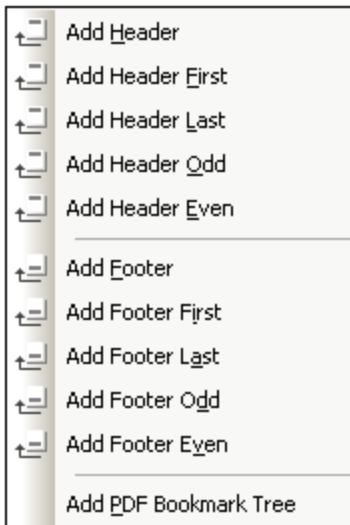 Add Header
Add Header First
Add Header Last
Add Header Odd
Add Header Even
Add Footer
Add Footer First
Add Footer Last
Add Footer Odd
Add Footer Even
Add PDF Bookmark Tree